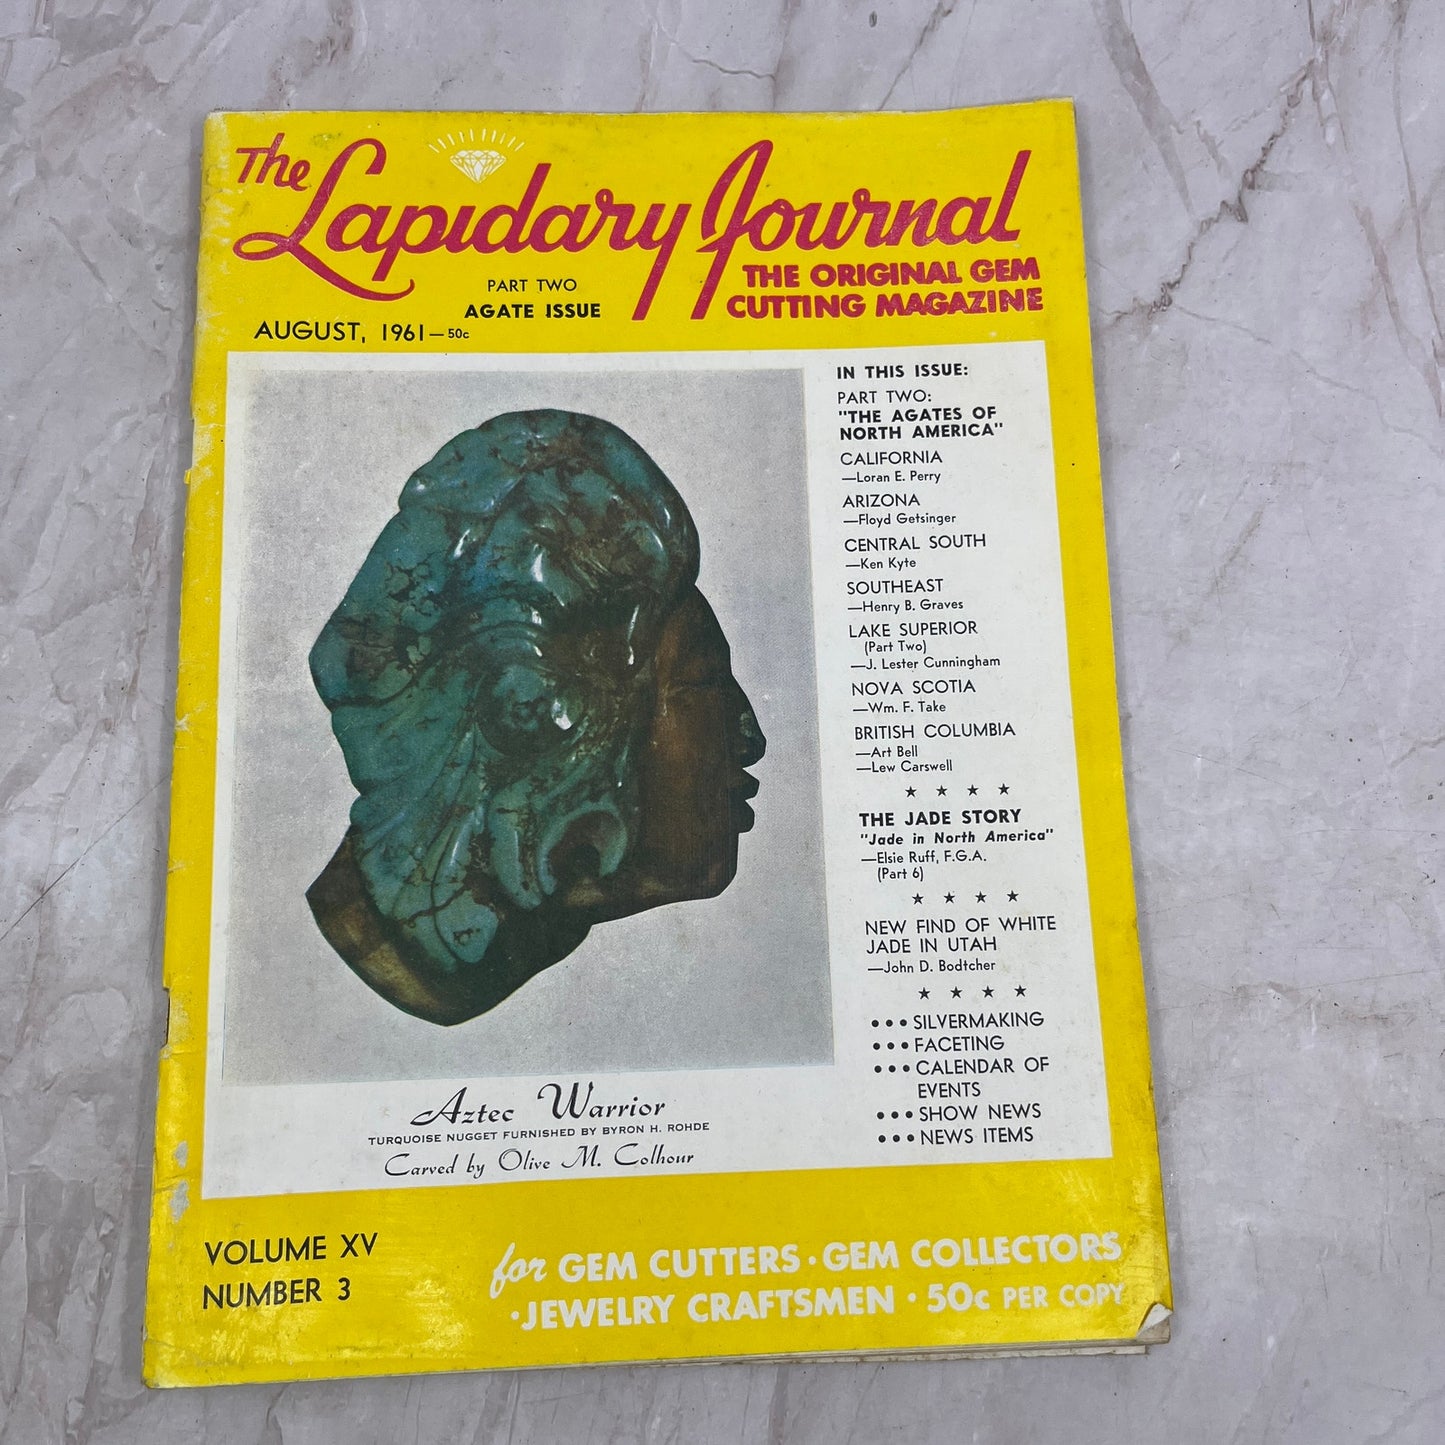 The Lapidary Journal
THE ORIGINAL GEM
CUTTING MAGAZINE
PART TWO
AGATE ISSUE
AUGUST, 1961—50c
IN THIS ISSUE:
PART TWO:
"THE AGATES OF
NORTH AMERICA"
CALIFORNIA
—Loran E. Perry
ARIZONA
—Floyd Getsinger
CENTRAL SOUTH
—Ken Kyte
SOUTHEAST
—Henry B. Graves
LAKE SUPERIOR
(Part Two)
—J. Lester Cunningham
NOVA SCOTIA
—Wm. F. Take
BRITISH COLUMBIA
—Art Bell
—Lew Carswell
★ ★ ★ ★
THE JADE STORY
"Jade in North America"
—Elsie Ruff, F.G.A.
(Part 6)
★ ★ ★ ★
NEW FIND OF WHITE
JADE IN UTAH
—John D. Bodtcher
★ ★ ★ ★
•••SILVERMAKING
•••FACETING
•••CALENDAR OF
EVENTS
•••SHOW NEWS
•••NEWS ITEMS
Aztec Warrior
TURQUOISE NUGGET FURNISHED BY BYRON H. ROHDE
Carved by Olive M. Colhour
VOLUME XV
NUMBER 3
for GEM CUTTERS · GEM COLLECTORS
· JEWELRY CRAFTSMEN · 50c PER COPY